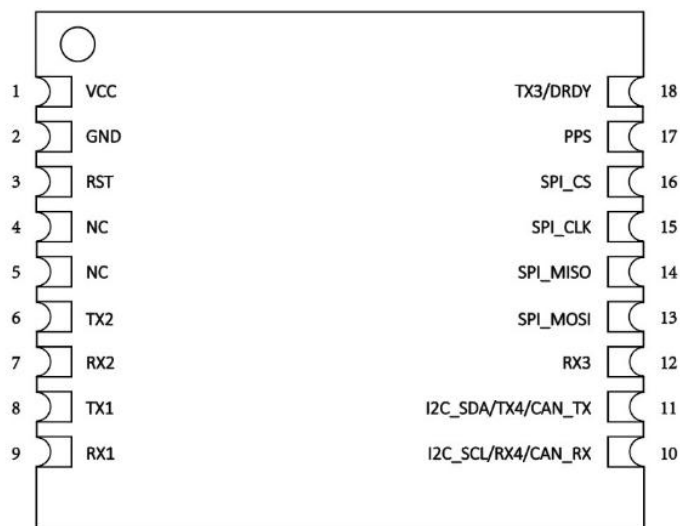 1 VCC TX3/DRDY 18
2 GND PPS 17
3 RST SPI_CS 16
4 NC SPI_CLK 15
5 NC SPI_MISO 14
6 TX2 SPI_MOSI 13
7 RX2 RX3 12
8 TX1 I2C_SDA/TX4/CAN_TX 11
9 RX1 I2C_SCL/RX4/CAN_RX 10